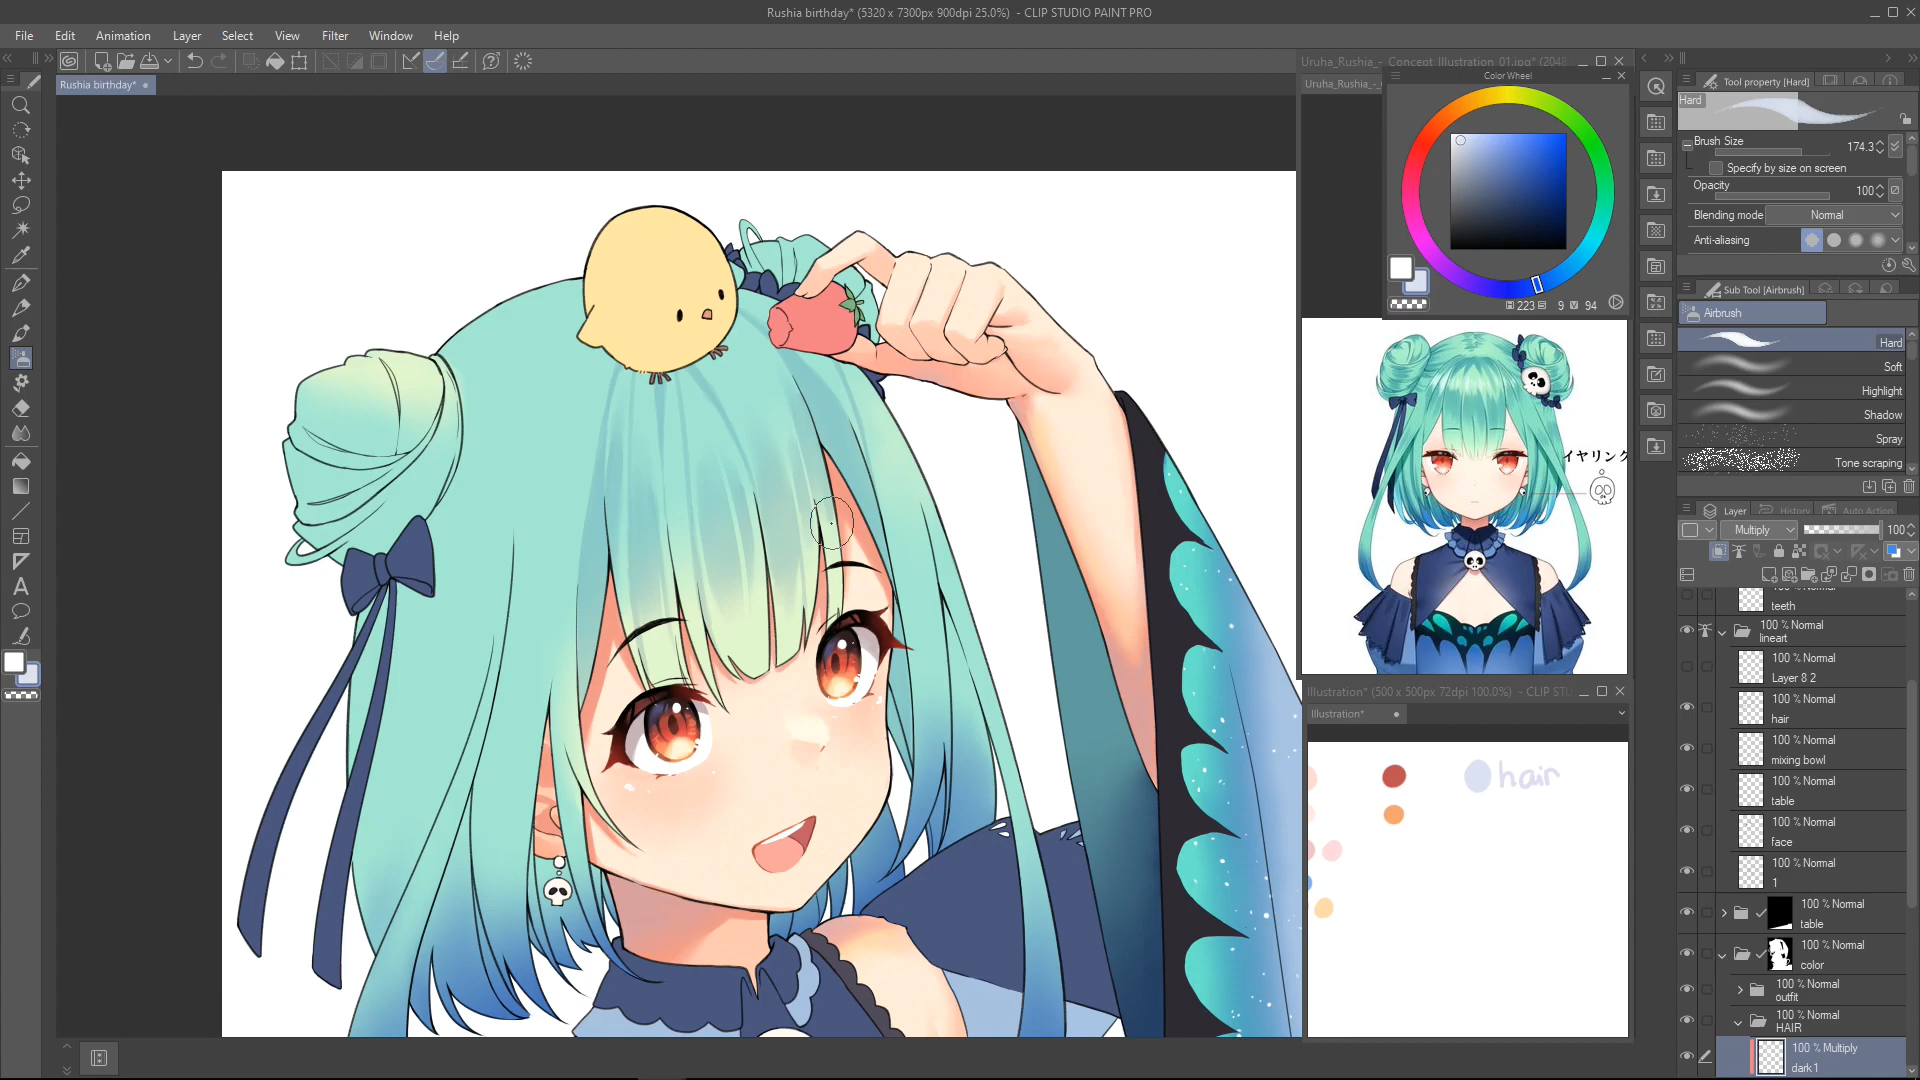 Rushia birthday* (5320 x 7300px 900dpi 25.0%) - CLIP STUDIO PAINT PRO
File Edit Animation Layer Select View Filter Window Help
Rushia birthday*
Uruha_Rushia_-_Concept_Illustration_01.jpg* (2048
Color Wheel
Uruha_Rushia_-_
223 9 94
イヤリング
Illustration* (500 x 500px 72dpi 100.0%) - CLIP STU
Illustration*
hair
Tool property [Hard]
Hard
Brush Size 174.3
Specify by size on screen
Opacity 100
Blending mode Normal
Anti-aliasing
Sub Tool [Airbrush]
Airbrush
Hard
Soft
Highlight
Shadow
Spray
Tone scraping
Layer History Auto Action
Multiply 100
teeth
100 % Normal
lineart
100 % Normal
Layer 8 2
100 % Normal
hair
100 % Normal
mixing bowl
100 % Normal
table
100 % Normal
face
100 % Normal
1
100 % Normal
table
100 % Normal
color
100 % Normal
outfit
100 % Normal
HAIR
100 % Multiply
dark1